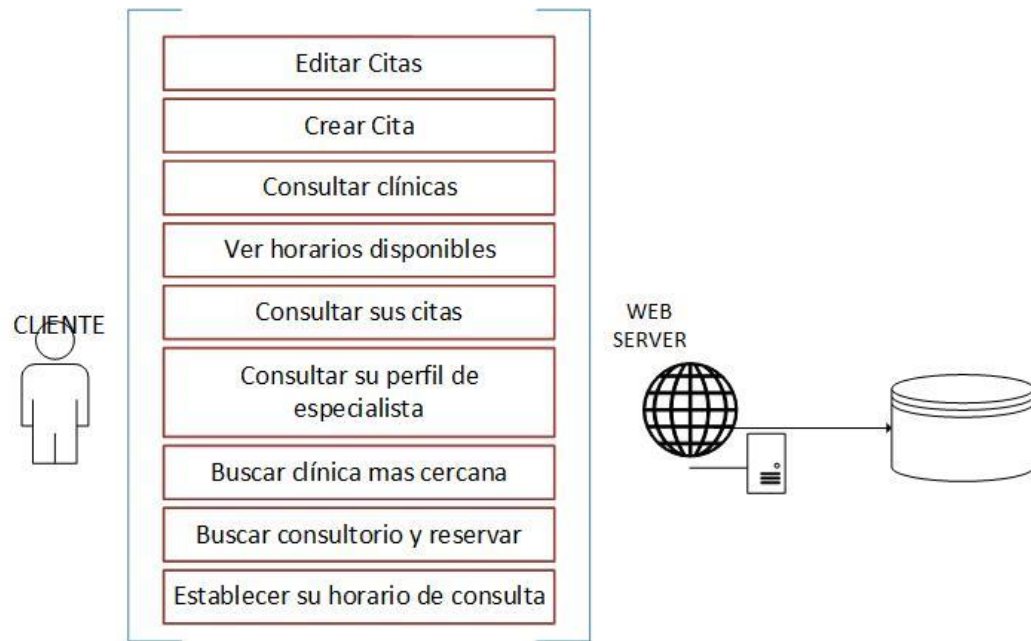 Editar Citas
Crear Cita
Consultar clínicas
Ver horarios disponibles
Consultar sus citas
Consultar su perfil de
especialista
Buscar clínica mas cercana
Buscar consultorio y reservar
Establecer su horario de consulta
CLIENTE
WEB
SERVER